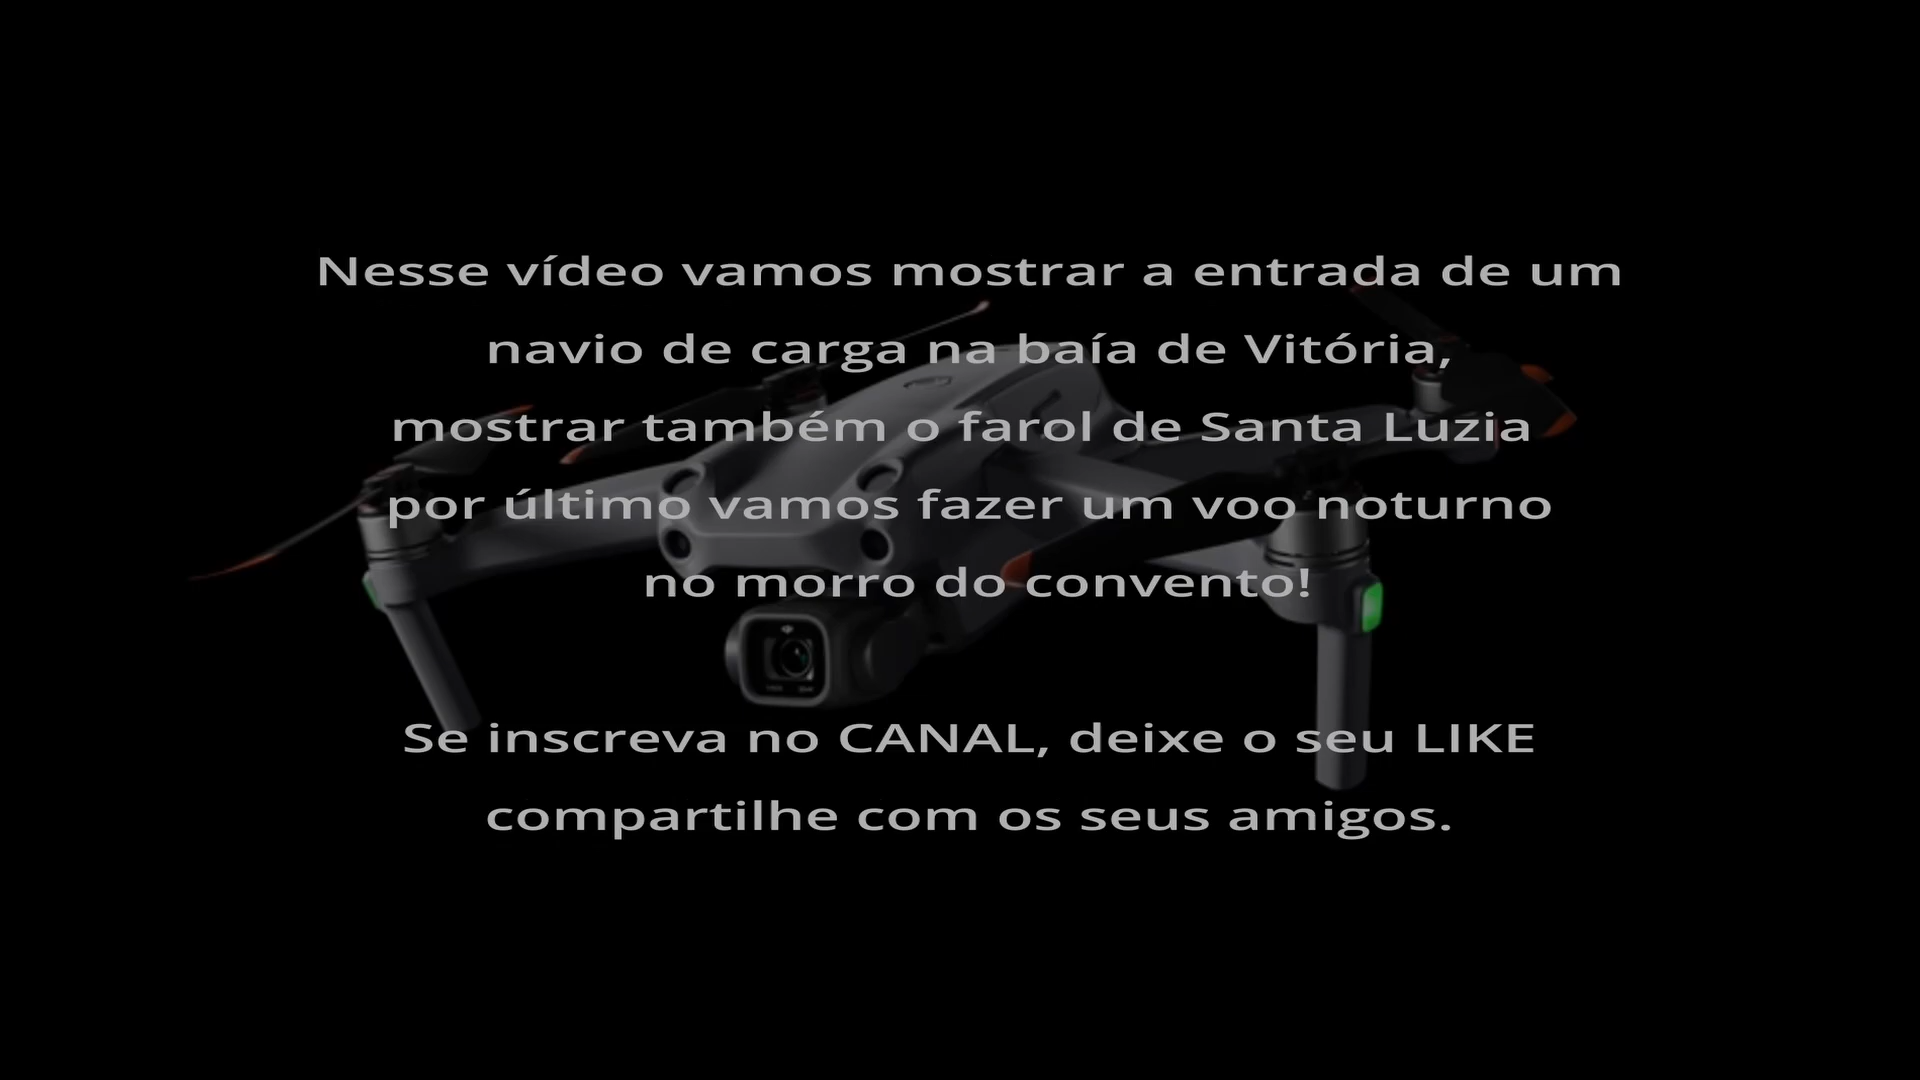 Nesse vídeo vamos mostrar a entrada de um
navio de carga na baía de Vitória,
mostrar também o farol de Santa Luzia
por último vamos fazer um voo noturno
no morro do convento!
Se inscreva no CANAL, deixe o seu LIKE
compartilhe com os seus amigos.